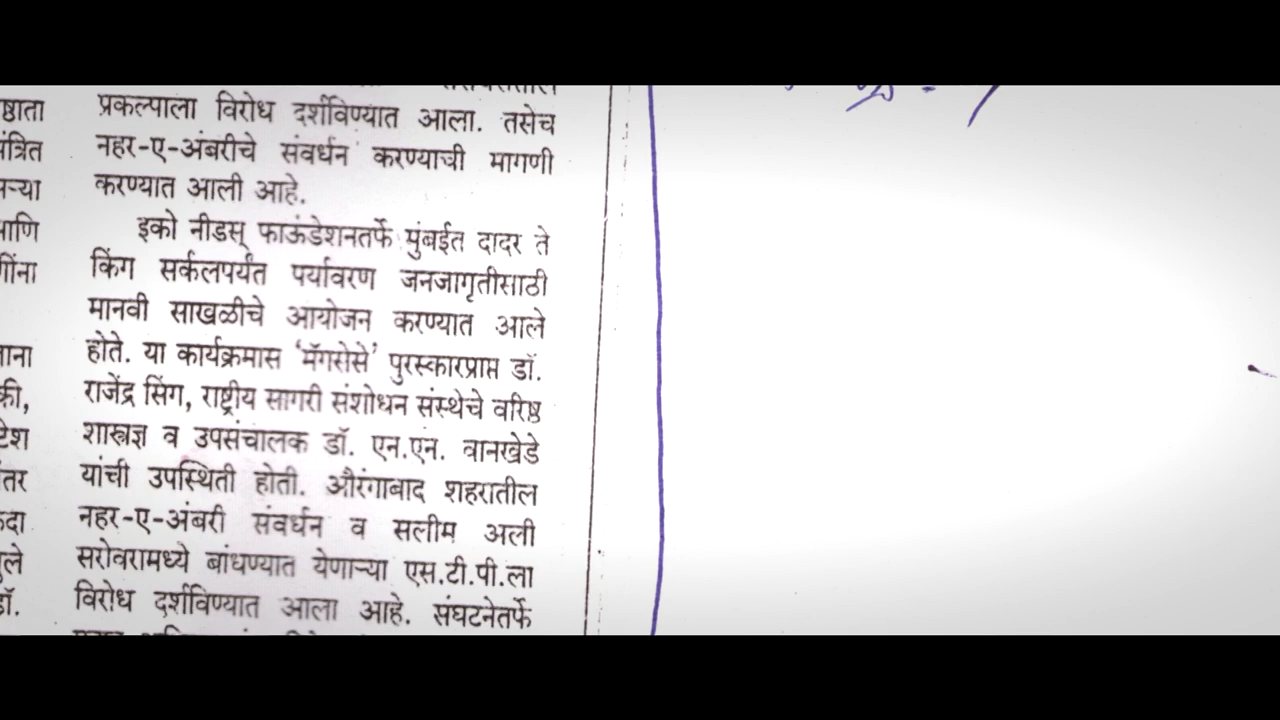 ष्ठाता
ंत्रित
ऱ्या
ाणि
ींना
ाना
की,
टेश
ंतर
कदा
ुले
डॉ.
प्रकल्पाला विरोध दर्शविण्यात आला. तसेच
नहर-ए-अंबरीचे संवर्धन करण्याची मागणी
करण्यात आली आहे.
इको नीडस् फाऊंडेशनतर्फे मुंबईत दादर ते
किंग सर्कलपर्यंत पर्यावरण जनजागृतीसाठी
मानवी साखळीचे आयोजन करण्यात आले
होते. या कार्यक्रमास 'मॅगसेसे' पुरस्कारप्राप्त डॉ.
राजेंद्र सिंग, राष्ट्रीय सागरी संशोधन संस्थेचे वरिष्ठ
शास्त्रज्ञ व उपसंचालक डॉ. एन.एन. वानखेडे
यांची उपस्थिती होती. औरंगाबाद शहरातील
नहर-ए-अंबरी संवर्धन व सलीम अली
सरोवरामध्ये बांधण्यात येणाऱ्या एस.टी.पी.ला
विरोध दर्शविण्यात आला आहे. संघटनेतर्फे